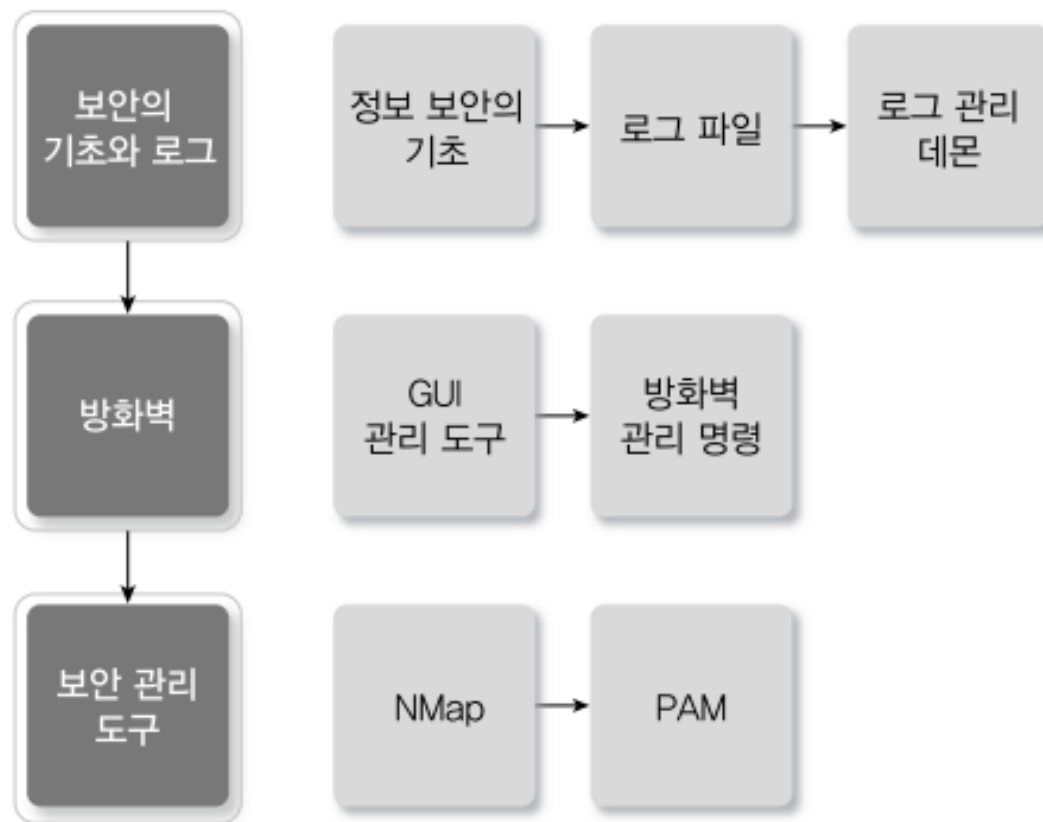 보안의
기초와 로그
정보 보안의
기초
로그 파일
로그 관리
데몬
방화벽
GUI
관리 도구
방화벽
관리 명령
보안 관리
도구
NMap
PAM